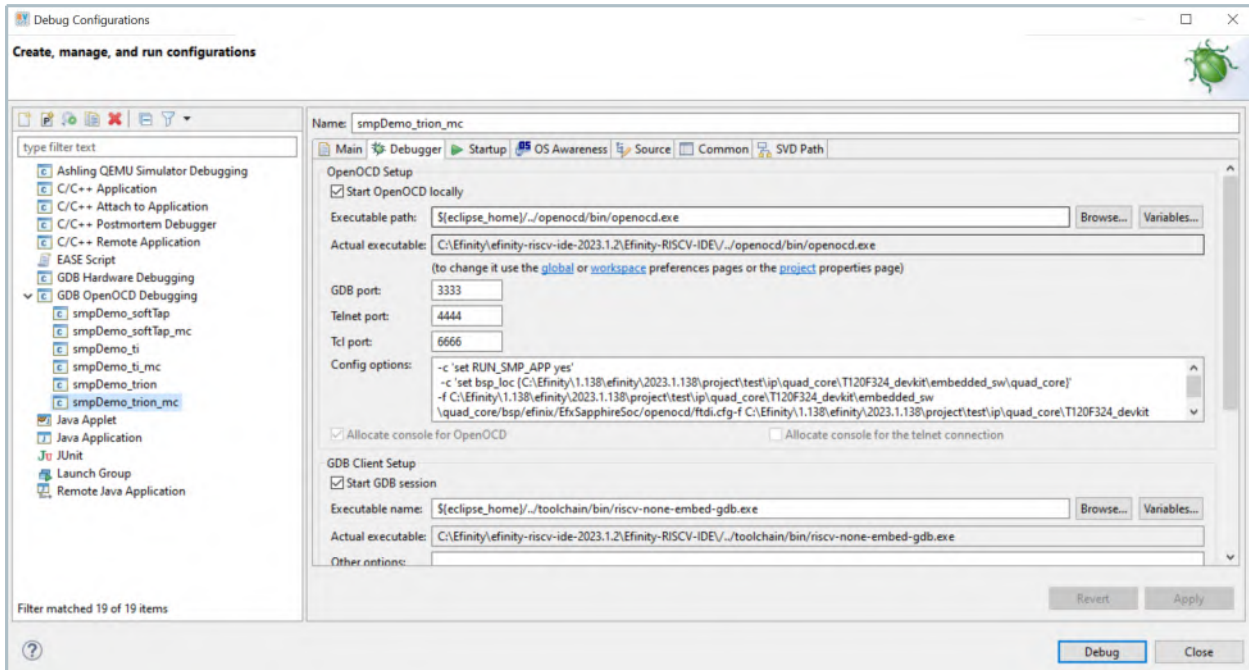 Debug Configurations
Create, manage, and run configurations
type filter text
Ashling QEMU Simulator Debugging
C/C++ Application
C/C++ Attach to Application
C/C++ Postmortem Debugger
C/C++ Remote Application
EASE Script
GDB Hardware Debugging
GDB OpenOCD Debugging
smpDemo_softTap
smpDemo_softTap_mc
smpDemo_ti
smpDemo_ti_mc
smpDemo_trion
smpDemo_trion_mc
Java Applet
Java Application
JUnit
Launch Group
Remote Java Application
Filter matched 19 of 19 items
Name: smpDemo_trion_mc
Main Debugger Startup OS Awareness Source Common SVD Path
OpenOCD Setup
Start OpenOCD locally
Executable path: ${eclipse_home}/../openocd/bin/openocd.exe Browse... Variables...
Actual executable: C:\Efinity\efinity-riscv-ide-2023.1.2\Efinity-RISCV-IDE\/../openocd/bin/openocd.exe
(to change it use the global or workspace preferences pages or the project properties page)
GDB port: 3333
Telnet port: 4444
Tcl port: 6666
Config options: -c 'set RUN_SMP_APP yes'
-c 'set bsp_loc {C:\Efinity\1.138\efinity\2023.1.138\project\test\ip\quad_core\T120F324_devkit\embedded_sw\quad_core}'
-f C:\Efinity\1.138\efinity\2023.1.138\project\test\ip\quad_core\T120F324_devkit\embedded_sw
\quad_core/bsp/efinix/EfxSapphireSoc/openocd/ftdi.cfg-f C:\Efinity\1.138\efinity\2023.1.138\project\test\ip\quad_core\T120F324_devkit
Allocate console for OpenOCD Allocate console for the telnet connection
GDB Client Setup
Start GDB session
Executable name: ${eclipse_home}/../toolchain/bin/riscv-none-embed-gdb.exe Browse... Variables...
Actual executable: C:\Efinity\efinity-riscv-ide-2023.1.2\Efinity-RISCV-IDE\/../toolchain/bin/riscv-none-embed-gdb.exe
Other options:
Revert Apply
Debug Close